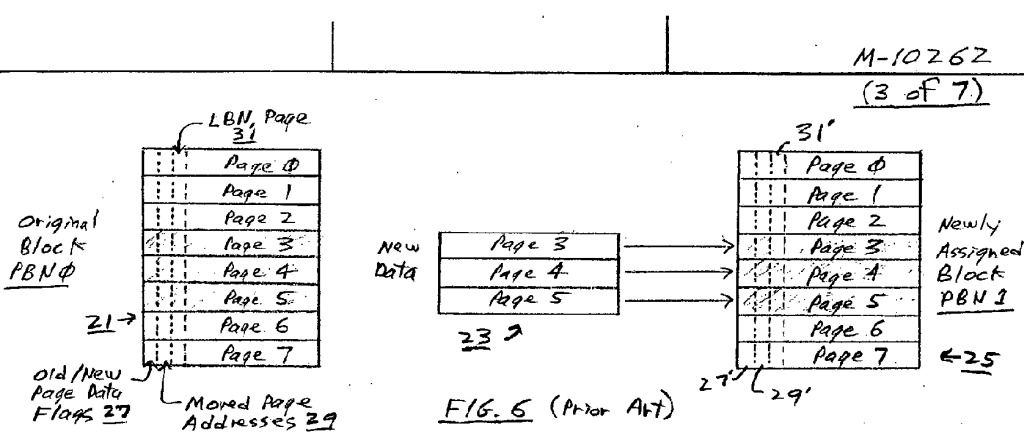 M-10262
(3 of 7)
LBN, Page
31
Page 0
Page 1
Page 2
Page 3
Page 4
Page 5
Page 6
Page 7
Original
Block
PBN0
21
Old/New
Page Data
Flags 27
Moved Page
Addresses 29
New
Data
Page 3
Page 4
Page 5
23
FIG. 6 (Prior Art)
31'
Page 0
Page 1
Page 2
Page 3
Page 4
Page 5
Page 6
Page 7
Newly
Assigned
Block
PBN 1
25
27'
29'